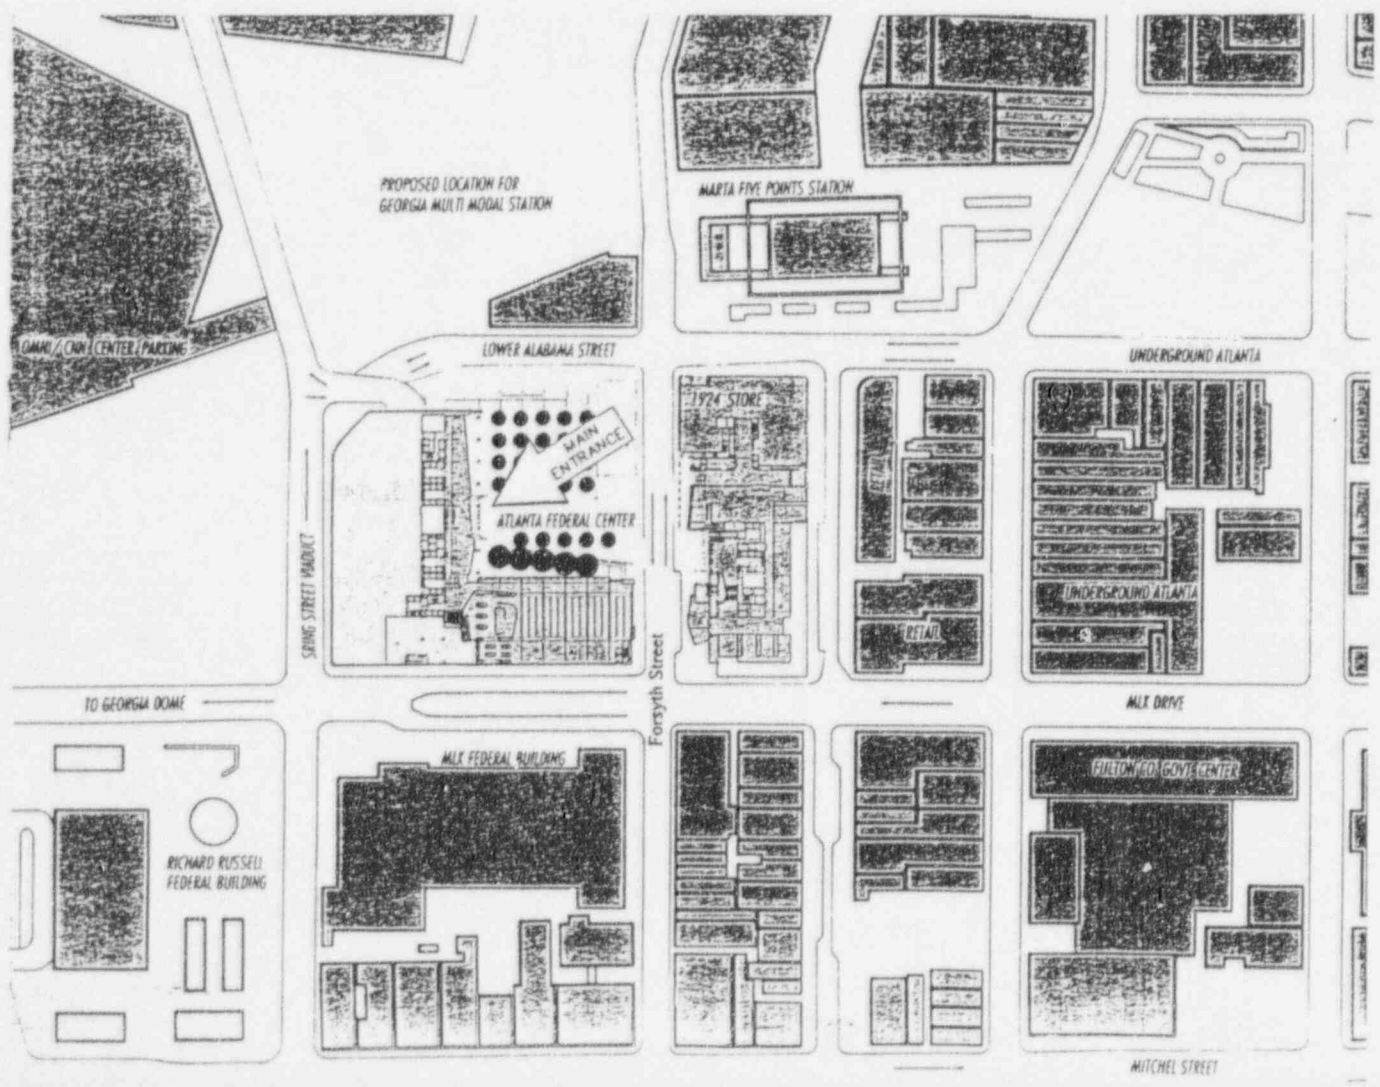 PROPOSED LOCATION FOR
GEORGIA MULTI MODAL STATION
MARTA FIVE POINTS STATION
OMNI / CNN CENTER / PARKING
LOWER ALABAMA STREET
UNDERGROUND ATLANTA
1924 STORE
MAIN
ENTRANCE
RETAIL
ATLANTA FEDERAL CENTER
SPRING STREET VIADUCT
UNDERGROUND ATLANTA
RETAIL
Forsyth Street
TO GEORGIA DOME
MLK DRIVE
MLK FEDERAL BUILDING
FULTON CO. GOVT. CENTER
RICHARD RUSSELL
FEDERAL BUILDING
MITCHEL STREET